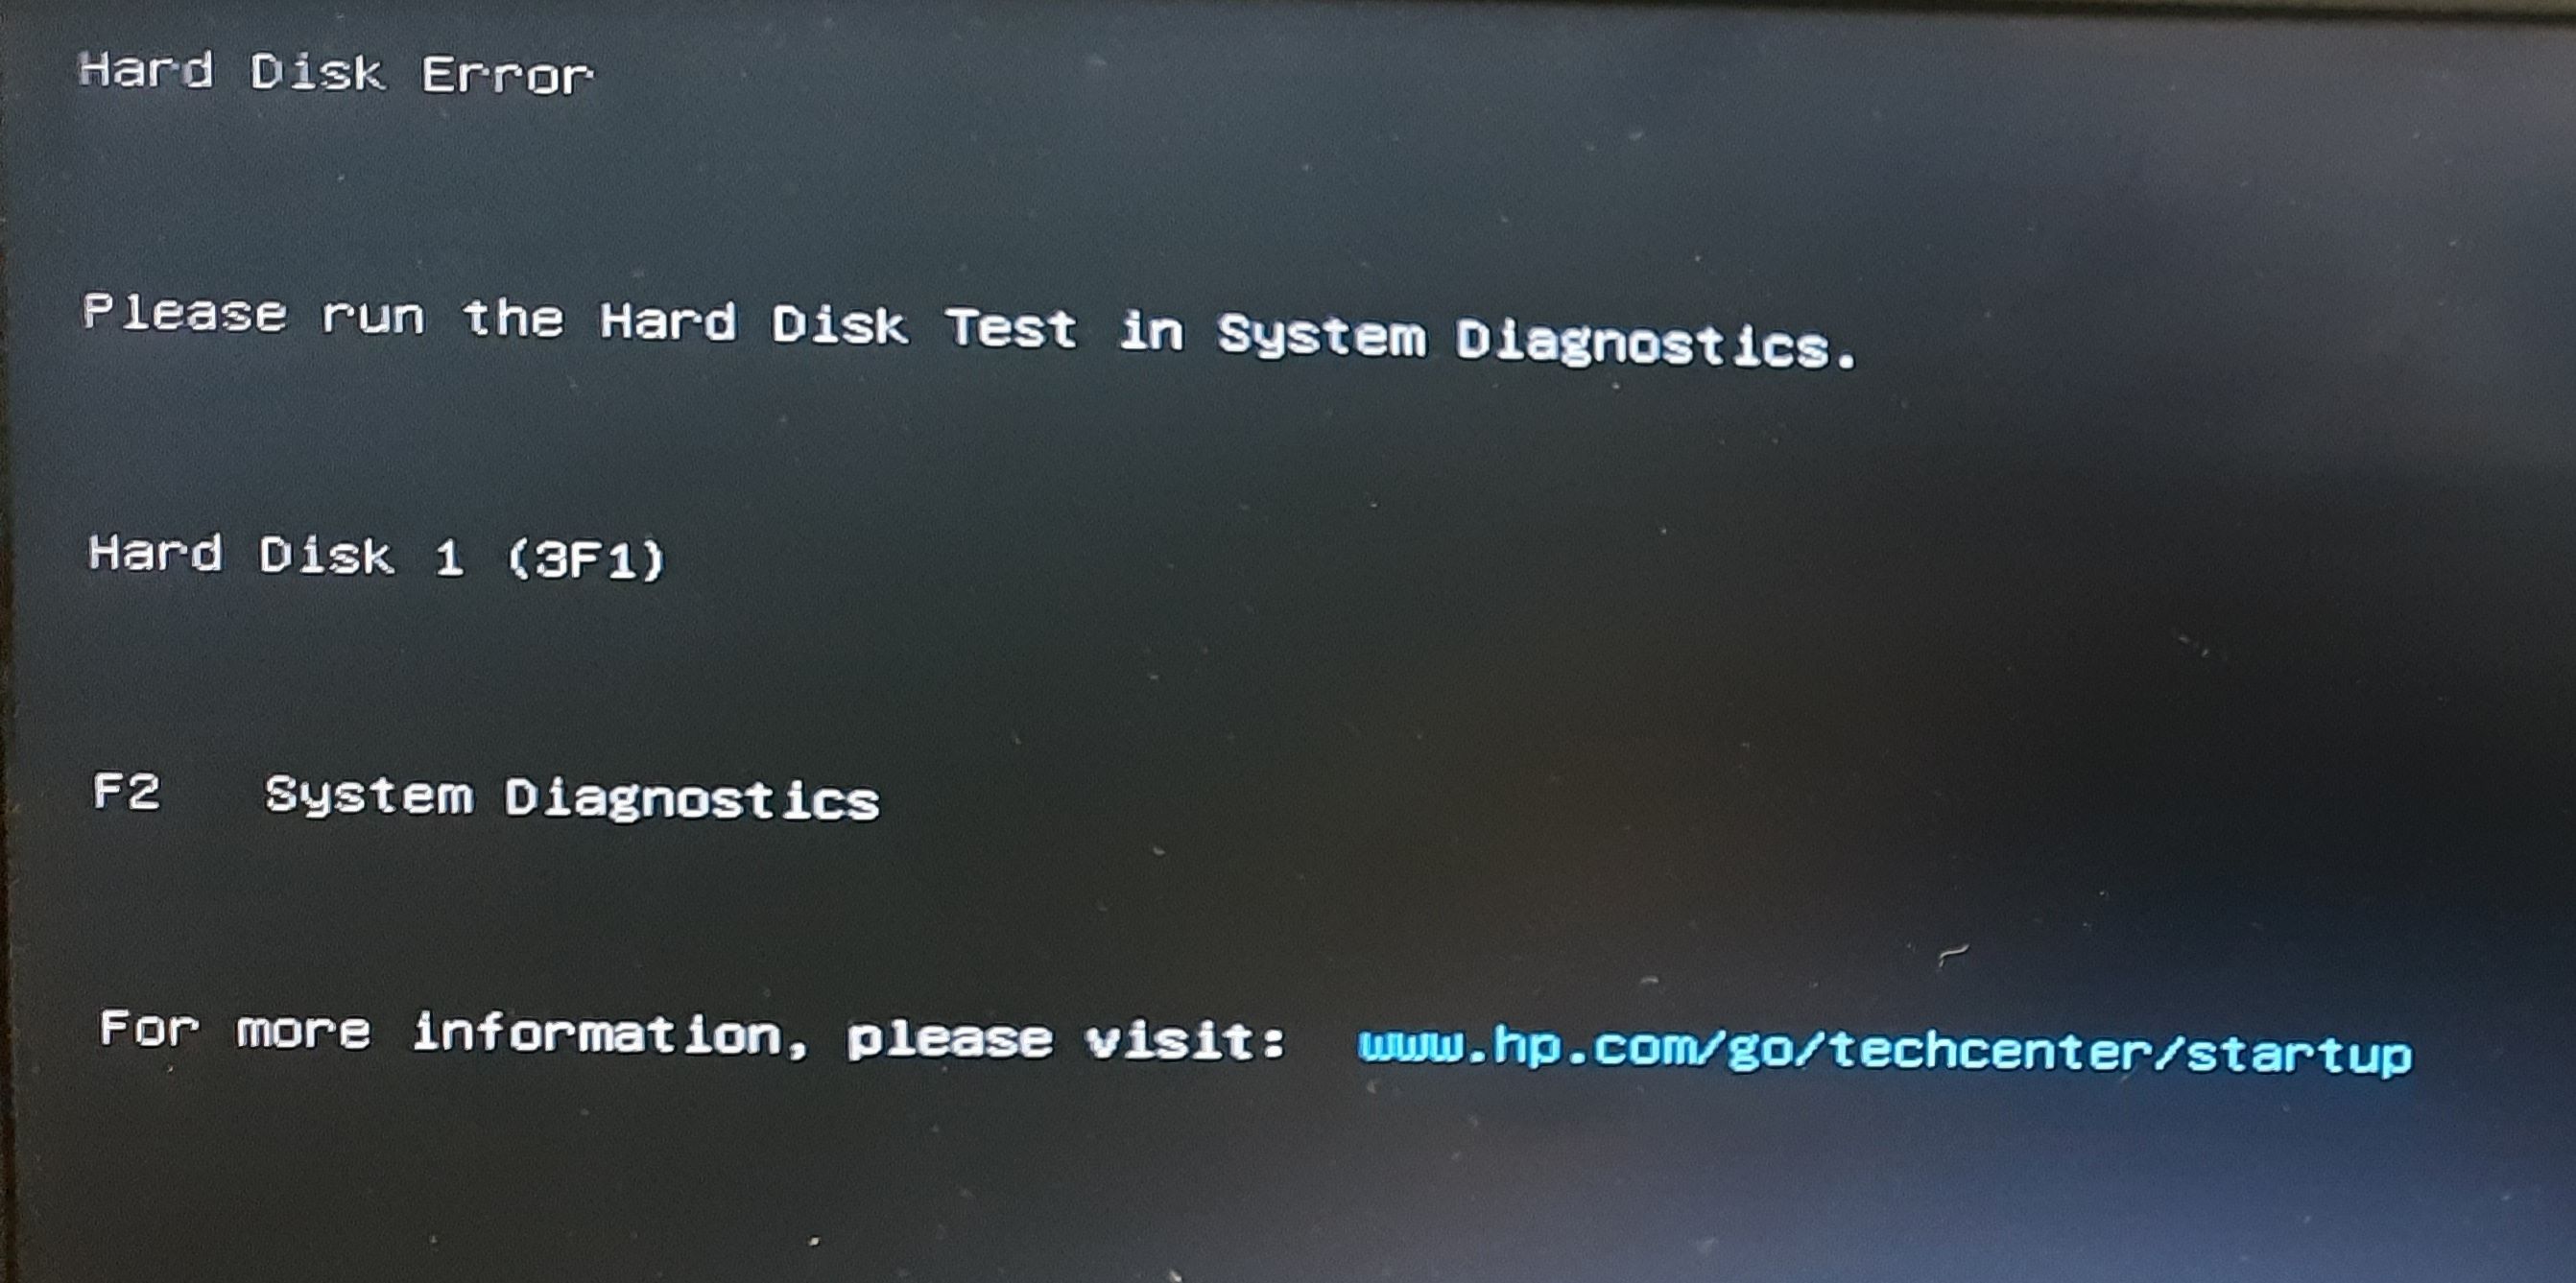 Hard Disk Error
Please run the Hard Disk Test in System Diagnostics.
Hard Disk 1 (3F1)
F2 System Diagnostics
For more information, please visit: www.hp.com/go/techcenter/startup